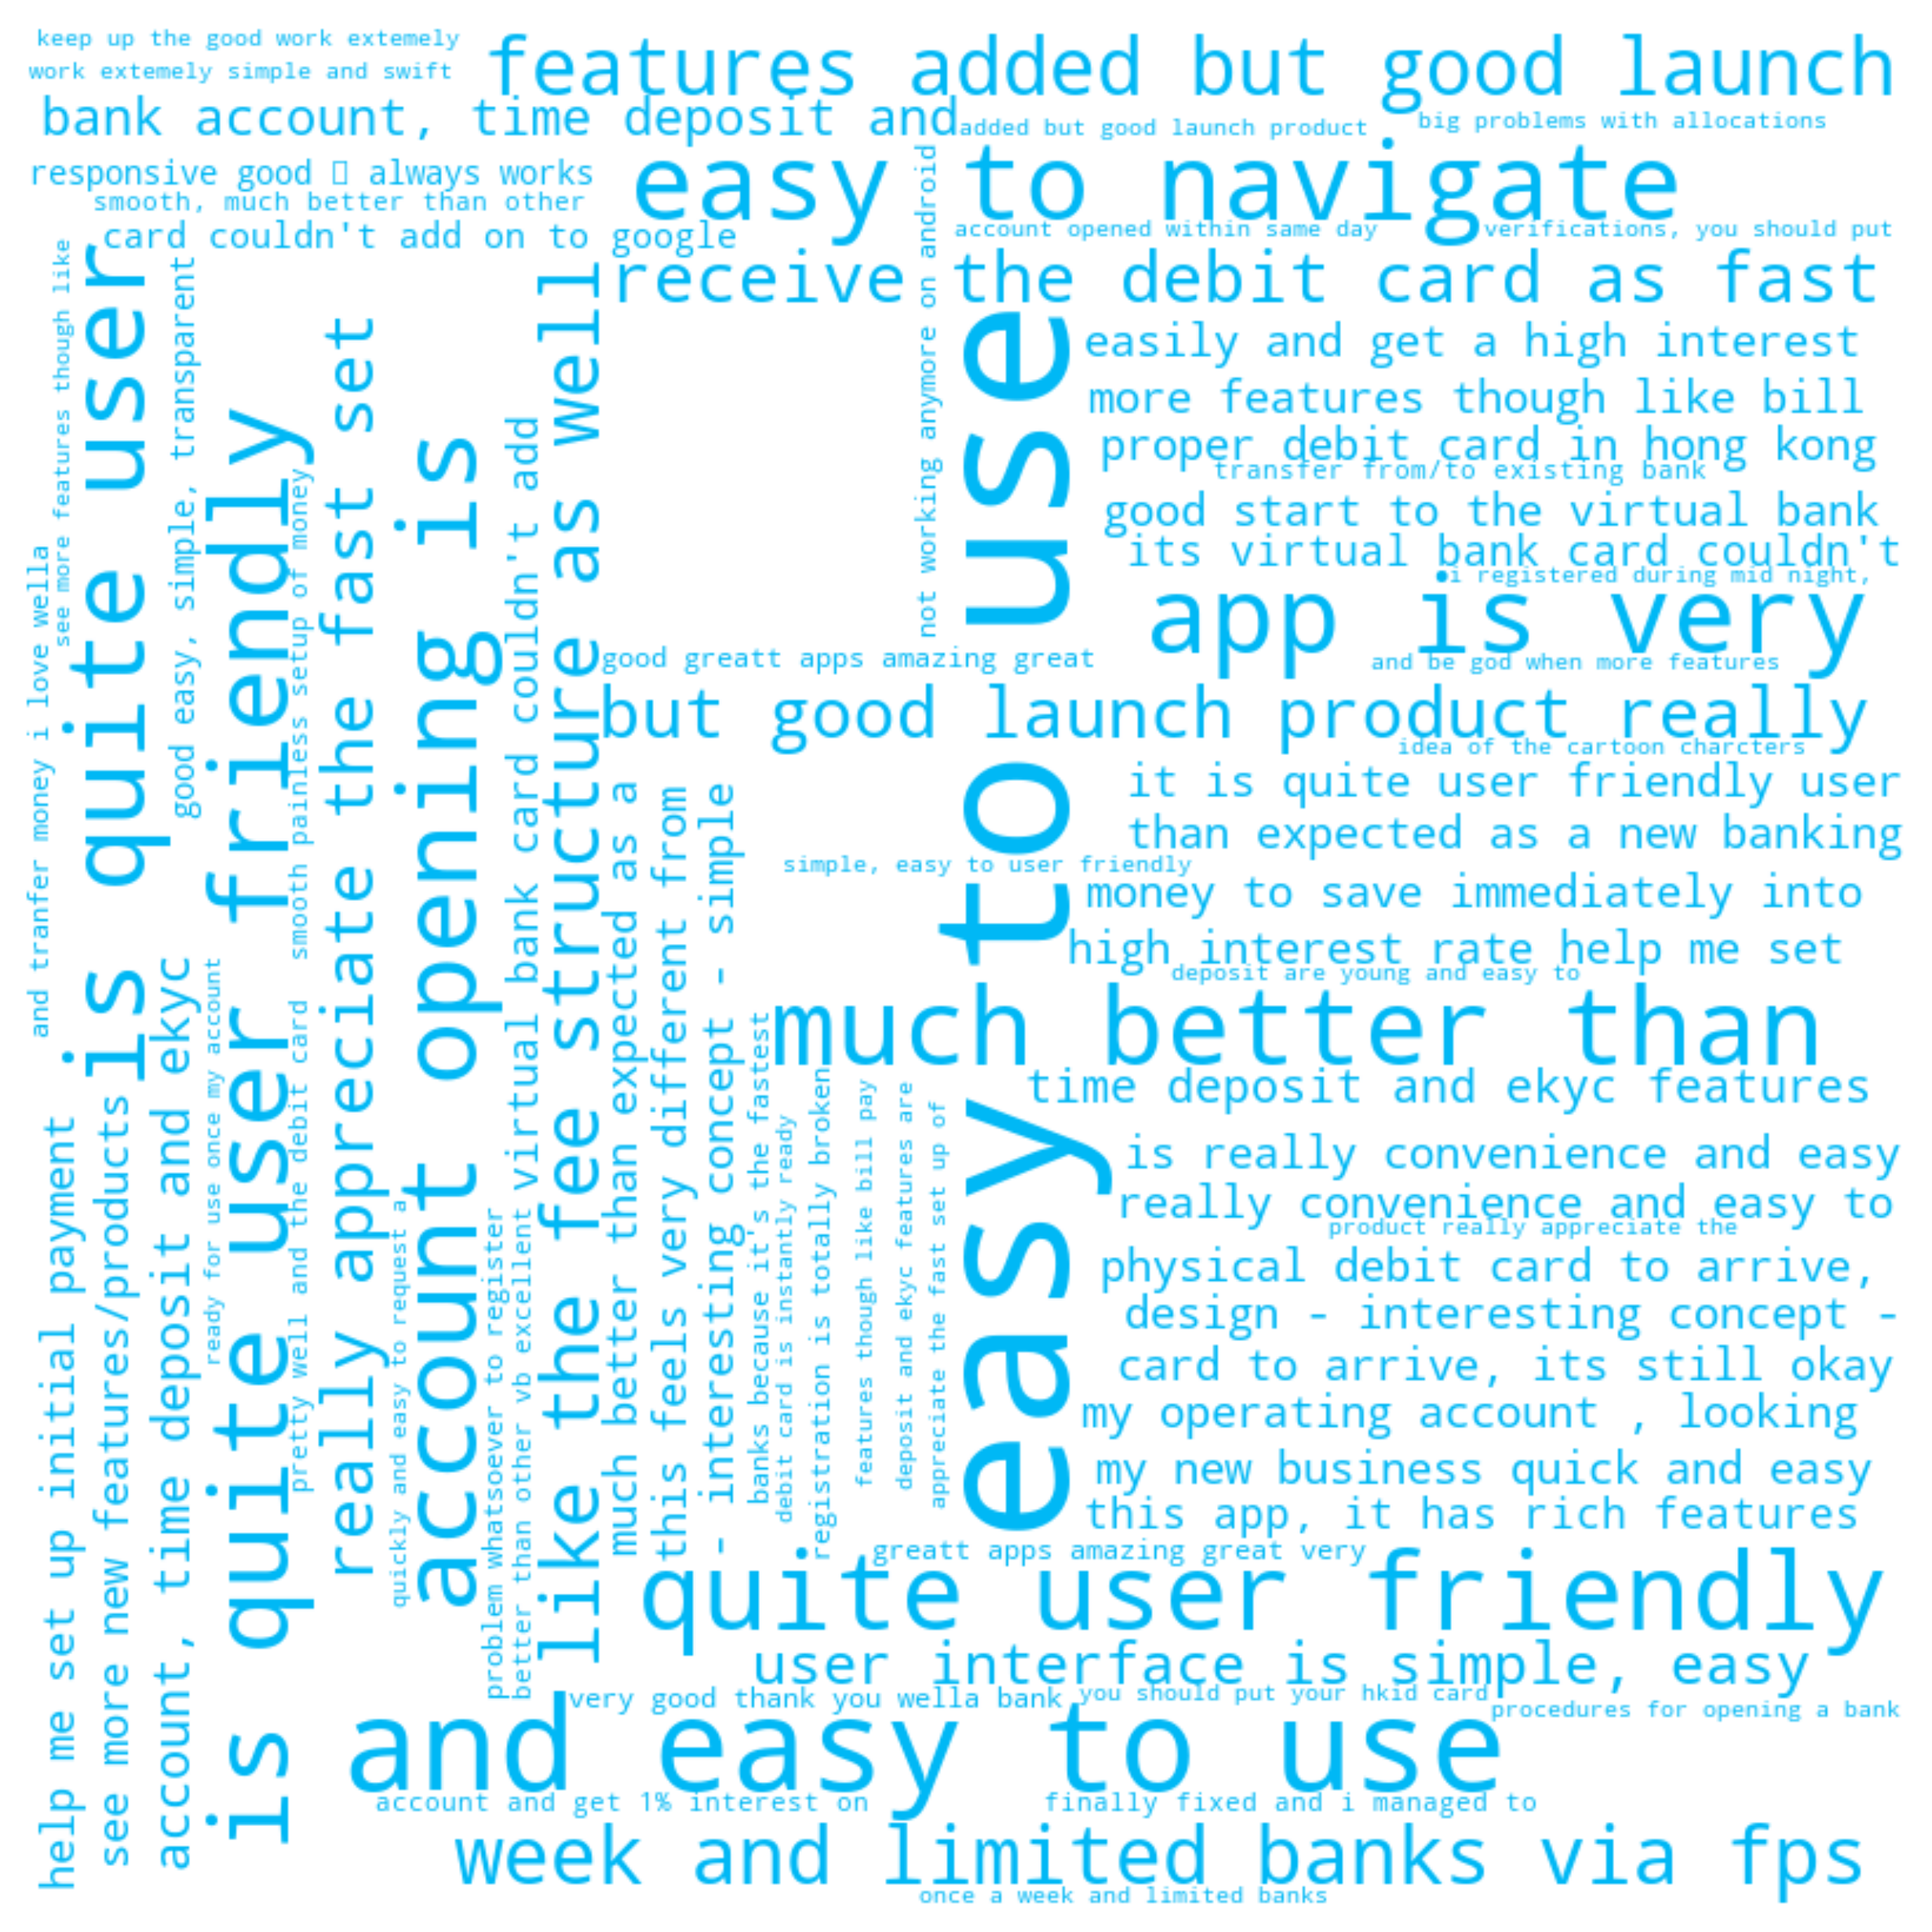 keep up the good work extemely
work extemely simple and swift
features added but good launch
bank account, time deposit and
added but good launch product
big problems with allocations
responsive good 
 always works
smooth, much better than other
easy to navigate
card couldn't add on to google
account opened within same day
verifications, you should put
receive the debit card as fast
not working anymore on android
easy to use
easily and get a high interest
more features though like bill
proper debit card in hong kong
transfer from/to existing bank
good start to the virtual bank
its virtual bank card couldn't
i registered during mid night,
app is very
good greatt apps amazing great
and be god when more features
but good launch product really
idea of the cartoon charcters
it is quite user friendly user
than expected as a new banking
simple, easy to user friendly
money to save immediately into
high interest rate help me set
deposit are young and easy to
much better than
time deposit and ekyc features
is really convenience and easy
really convenience and easy to
product really appreciate the
physical debit card to arrive,
design - interesting concept -
card to arrive, its still okay
my operating account , looking
my new business quick and easy
this app, it has rich features
greatt apps amazing great very
quite user friendly
user interface is simple, easy
very good thank you wella bank
you should put your hkid card
procedures for opening a bank
and easy to use
account and get 1% interest on
finally fixed and i managed to
week and limited banks via fps
once a week and limited banks
and tranfer money i love wella
see more features though like
is quite user
good easy, simple, transparent
is quite user friendly
smooth painless setup of money
really appreciate the fast set
account opening is
virtual bank card couldn't add
like the fee structure as well
much better than expected as a
this feels very different from
- interesting concept - simple
help me set up initial payment
see more new features/products
account, time deposit and ekyc
ready for use once my account
pretty well and the debit card
quickly and easy to request a
problem whatsoever to register
better than other vb excellent
banks because it's the fastest
debit card is instantly ready
registration is totally broken
features though like bill pay
deposit and ekyc features are
appreciate the fast set up of